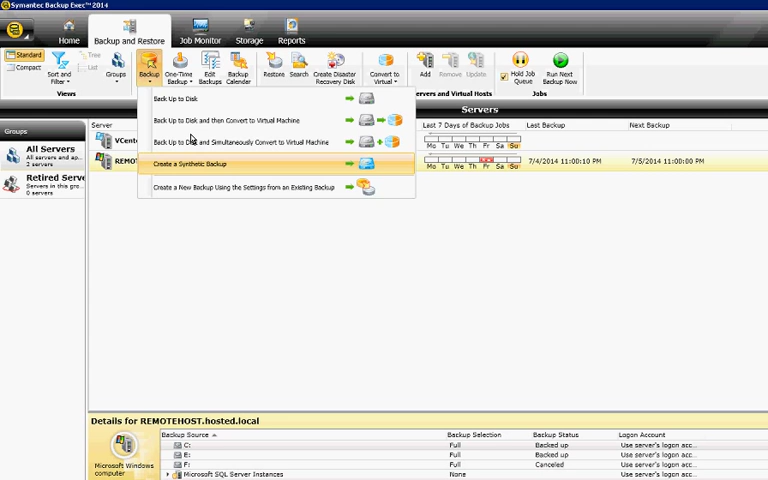 Symantec Backup Exec™ 2014
Home
Backup and Restore
Job Monitor
Storage
Reports
Standard
Compact
Tree
List
Sort and Filter
Groups
Backup
One-Time Backup
Edit Backups
Backup Calendar
Restore
Search
Create Disaster Recovery Disk
Convert to Virtual
Add
Remove
Update
Hold Job Queue
Run Next Backup Now
Views
ervers and Virtual Hosts
Jobs
Back Up to Disk
Back Up to Disk and then Convert to Virtual Machine
Back Up to Disk and Simultaneously Convert to Virtual Machine
Create a Synthetic Backup
Create a New Backup Using the Settings from an Existing Backup
Servers
Groups
All Servers
All servers and ap...
2 servers
Retired Serve
Servers in this gr...
0 servers
Server
Last 7 Days of Backup Jobs Last Backup Next Backup
VCente
Mo Tu We Th Fr Sa Su
REMOT
7/4/2014 11:00:10 PM 7/5/2014 11:00:00 PM
Mo Tu We Th Fr Sa Su
Details for REMOTEHOST.hosted.local
Microsoft Windows computer
Backup Source Backup Selection Backup Status Logon Account
C: Full Backed up Use server's logon acc...
E: Full Backed up Use server's logon acc...
F: Full Canceled Use server's logon acc...
Microsoft SQL Server Instances None Use server's logon acc...